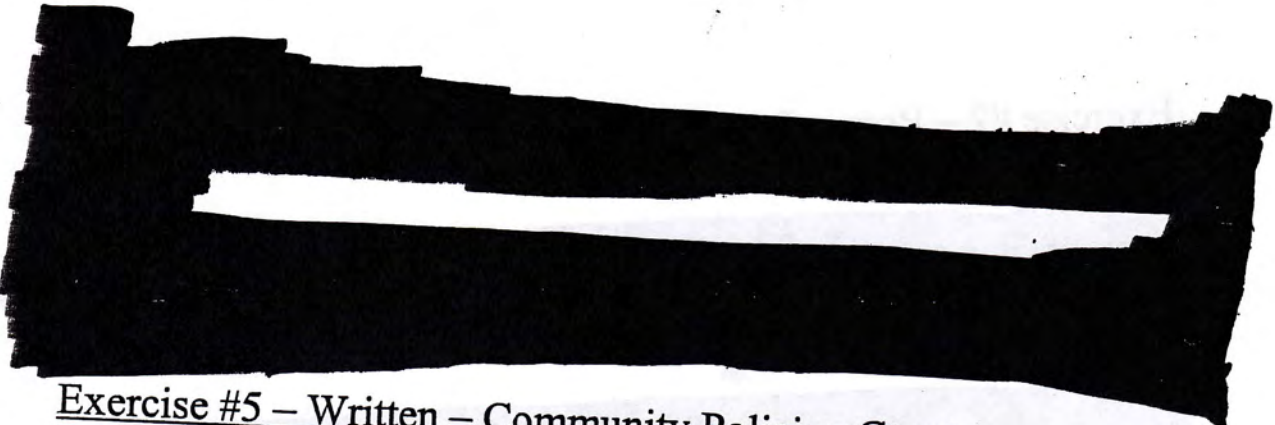 Exercise #5 – Written – Community Policing